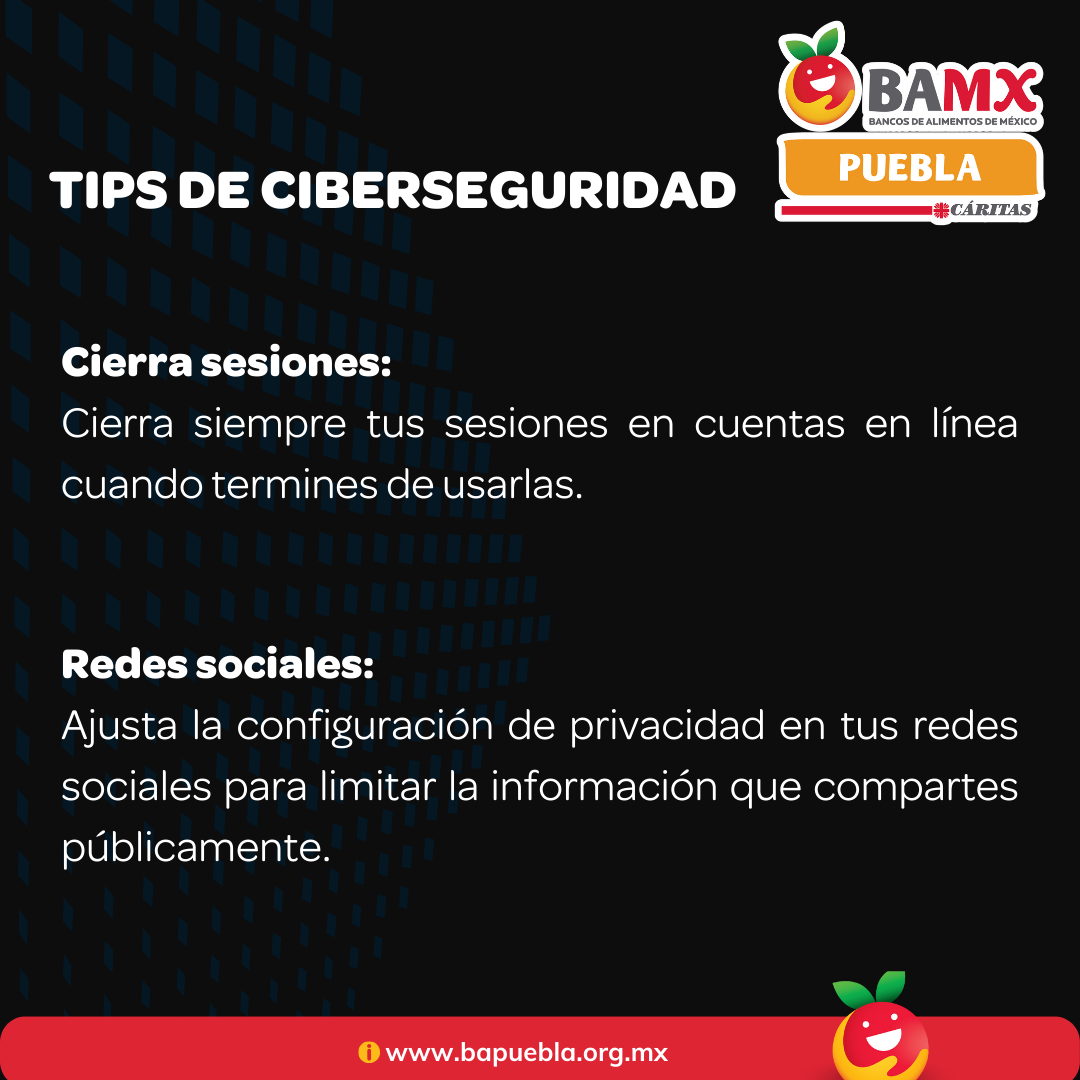 BAMX
BANCOS DE ALIMENTOS DE MÉXICO
PUEBLA
CÁRITAS
TIPS DE CIBERSEGURIDAD
Cierra sesiones:
Cierra siempre tus sesiones en cuentas en línea
cuando termines de usarlas.
Redes sociales:
Ajusta la configuración de privacidad en tus redes
sociales para limitar la información que compartes
públicamente.
i www.bapuebla.org.mx